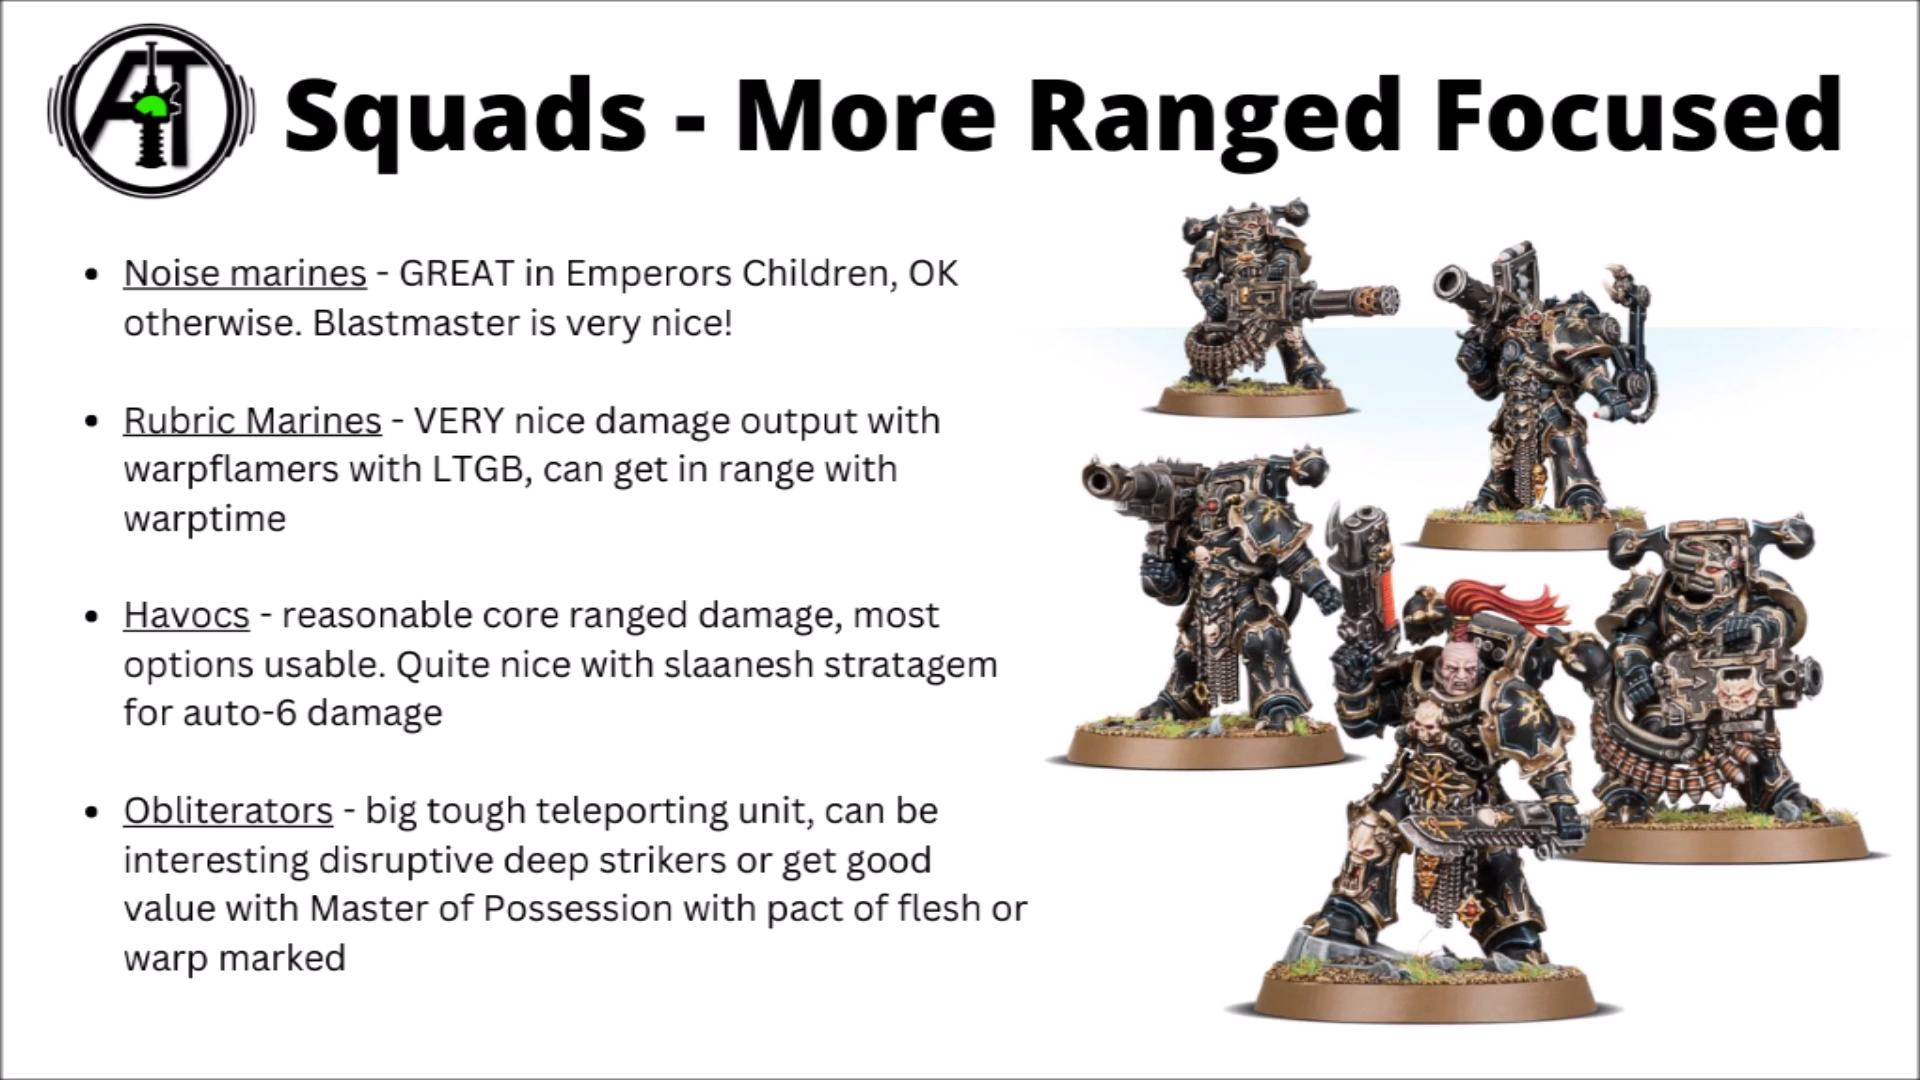 AT
Squads - More Ranged Focused
• Noise marines - GREAT in Emperors Children, OK
otherwise. Blastmaster is very nice!
• Rubric Marines - VERY nice damage output with
warpflamers with LTGB, can get in range with
warptime
• Havocs - reasonable core ranged damage, most
options usable. Quite nice with slaanesh stratagem
for auto-6 damage
• Obliterators - big tough teleporting unit, can be
interesting disruptive deep strikers or get good
value with Master of Possession with pact of flesh or
warp marked